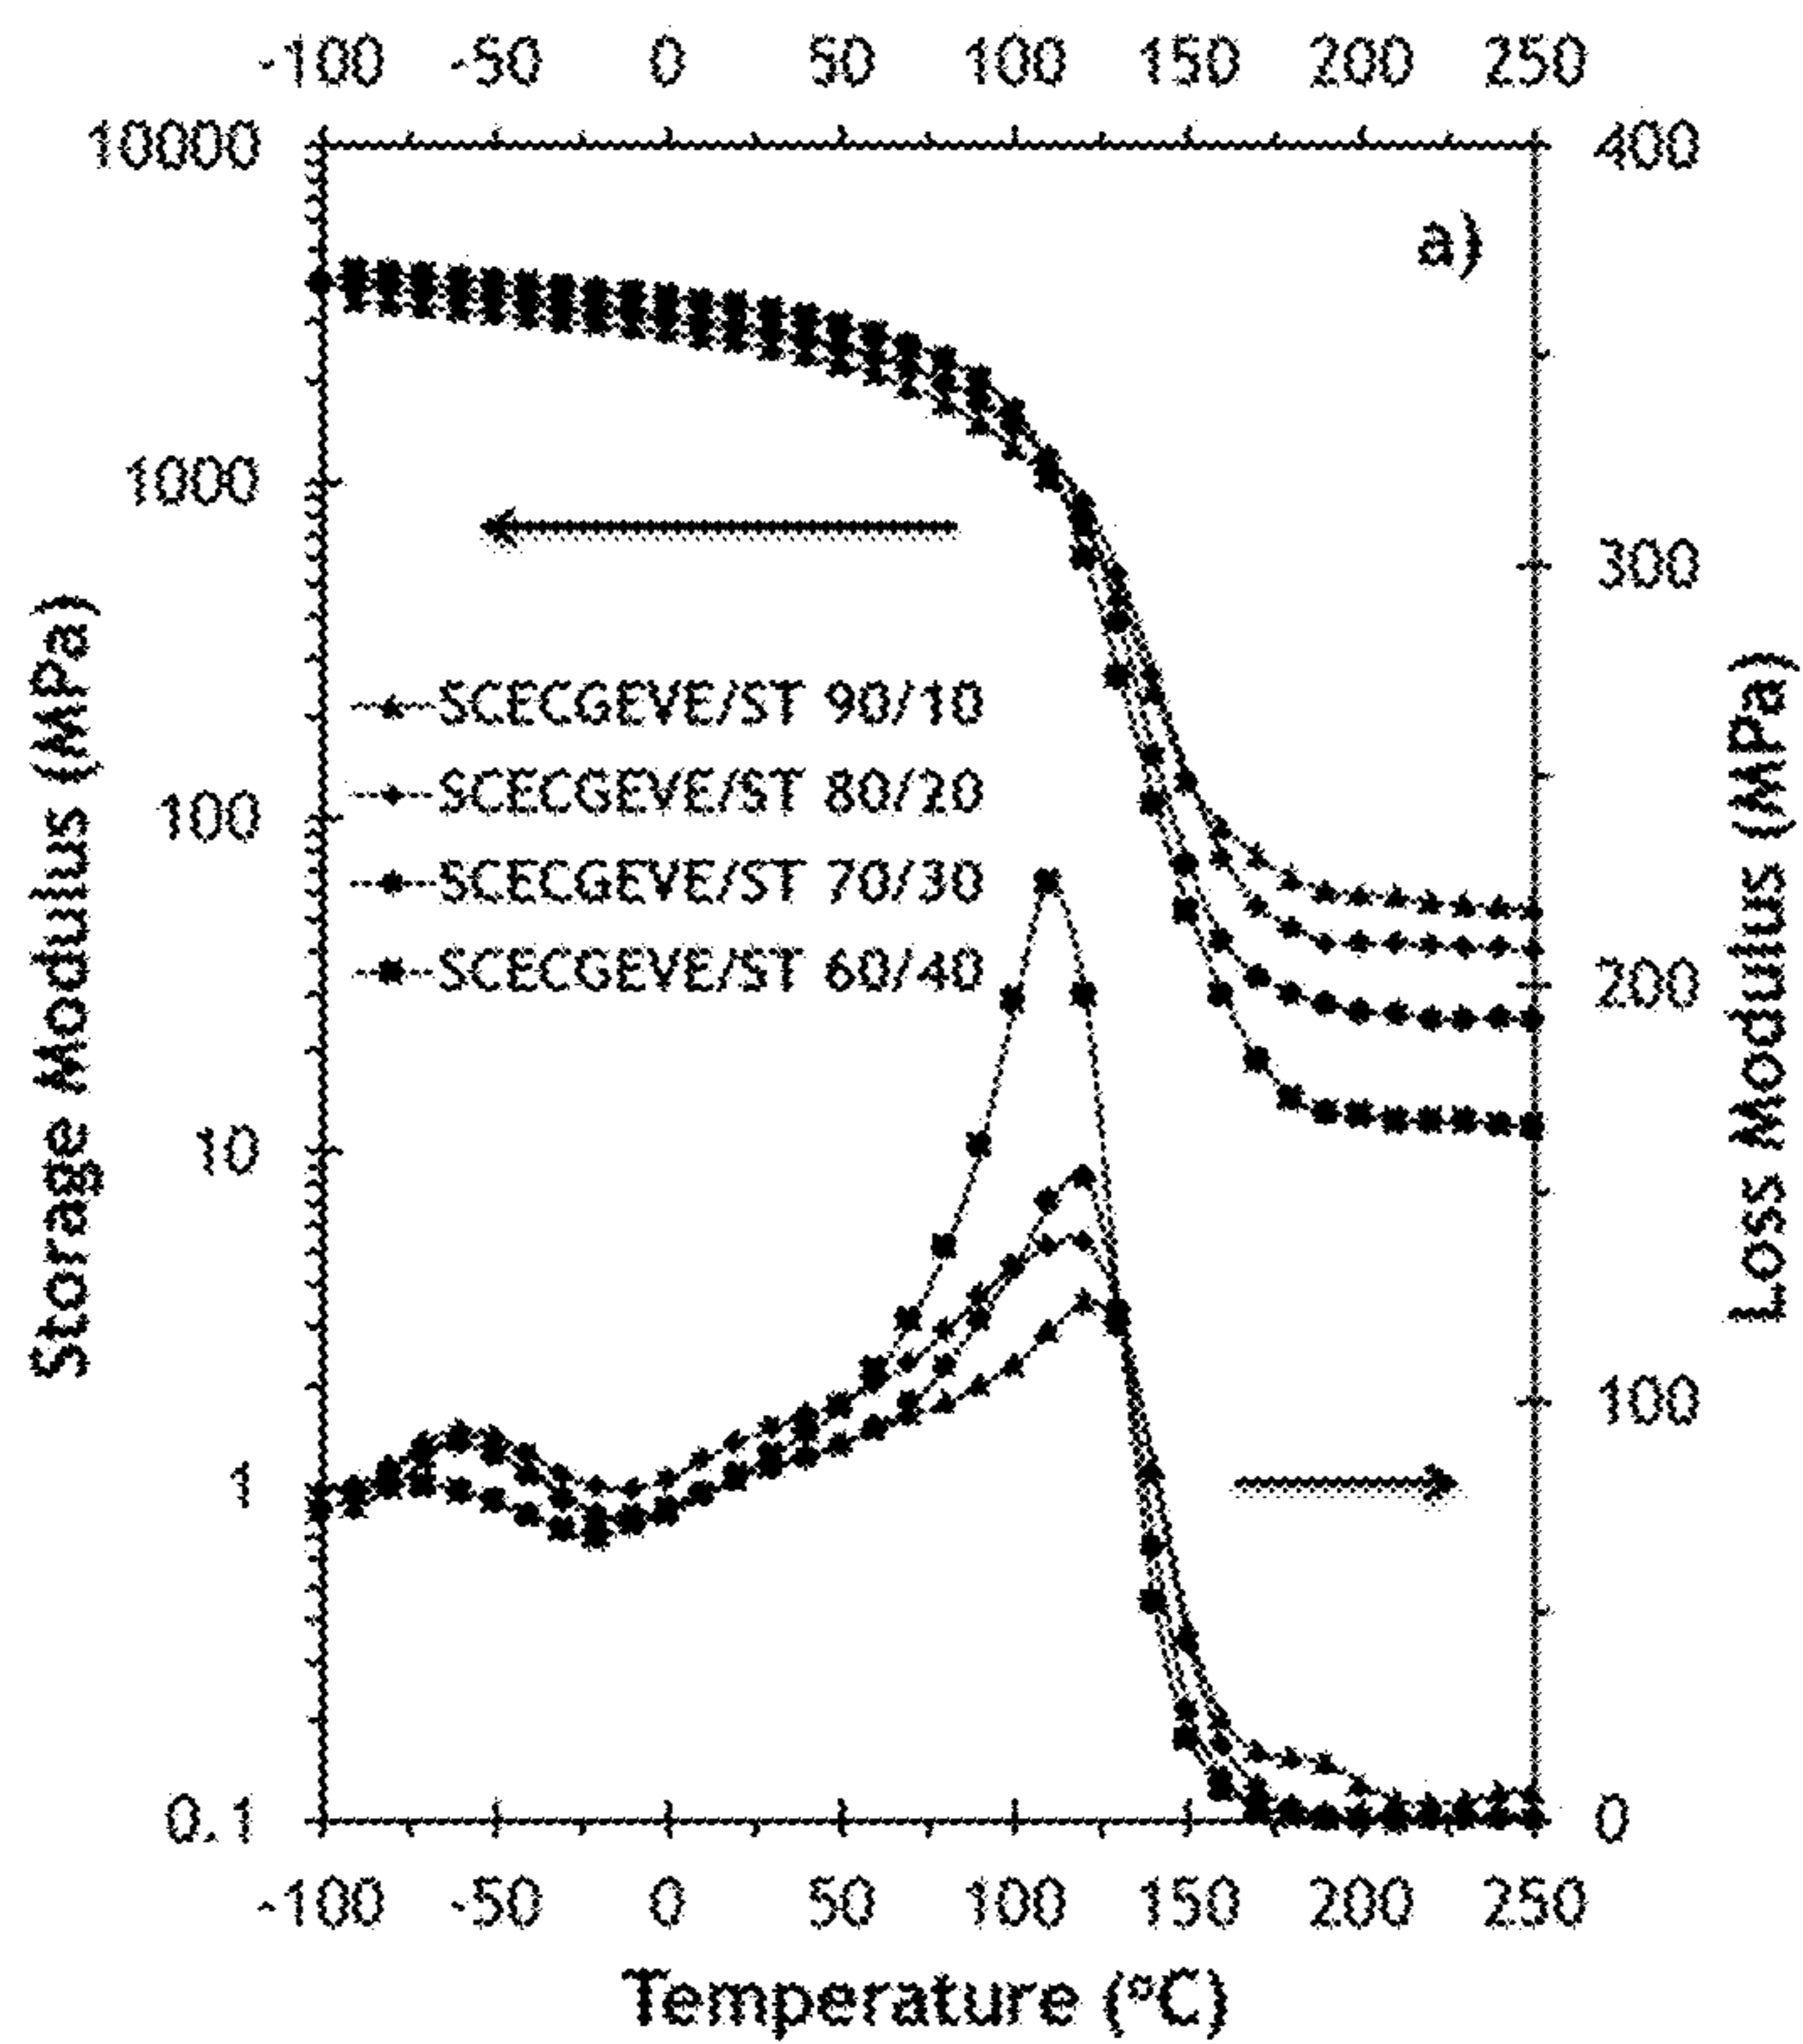 -100 -50 0 50 100 150 200 250
10000 400
a)
1000
300
SCECGEVE/ST 90/10
100 SCECGEVE/ST 80/20
SCECGEVE/ST 70/30
SCECGEVE/ST 60/40
200
10
100
1
0.1 0
-100 -50 0 50 100 150 200 250
Temperature (°C)
Storage Modulus (MPa)
Loss Modulus (MPa)